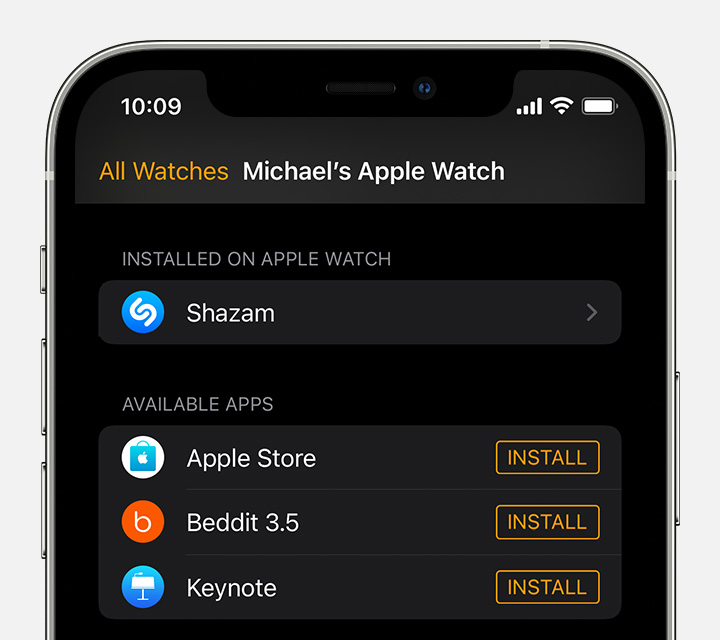 10:09
All Watches Michael's Apple Watch
INSTALLED ON APPLE WATCH
Shazam
AVAILABLE APPS
Apple Store INSTALL
Beddit 3.5 INSTALL
Keynote INSTALL